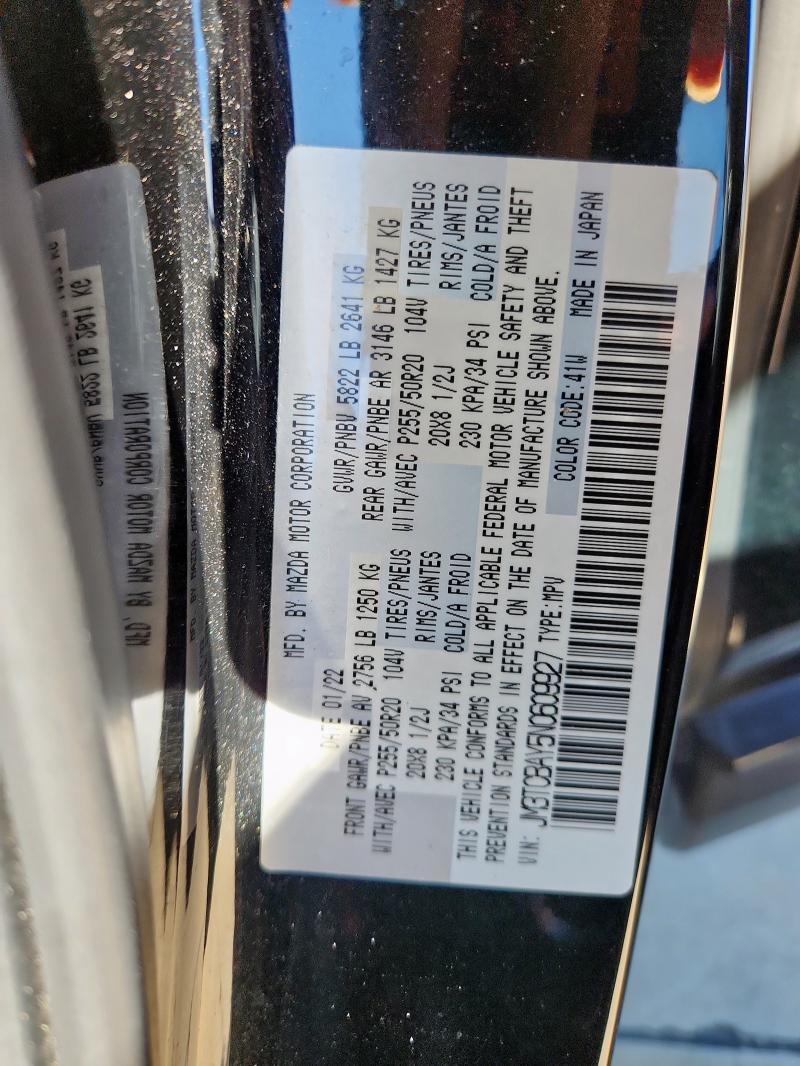 MFD. BY MAZDA MOTOR CORPORATION
DATE 01/22 GVWR/PNBV 5822 LB 2641 KG
FRONT GAWR/PNBE AV 2756 LB 1250 KG REAR GAWR/PNBE AR 3146 LB 1427 KG
WITH/AVEC P255/50R20 104V TIRES/PNEUS WITH/AVEC P255/50R20 104V TIRES/PNEUS
20X8 1/2J RIMS/JANTES 20X8 1/2J RIMS/JANTES
230 KPA/34 PSI COLD/A FROID 230 KPA/34 PSI COLD/A FROID
THIS VEHICLE CONFORMS TO ALL APPLICABLE FEDERAL MOTOR VEHICLE SAFETY AND THEFT
PREVENTION STANDARDS IN EFFECT ON THE DATE OF MANUFACTURE SHOWN ABOVE.
VIN: JM3TCBAY5N0609927 TYPE:MPV COLOR CODE:41W MADE IN JAPAN